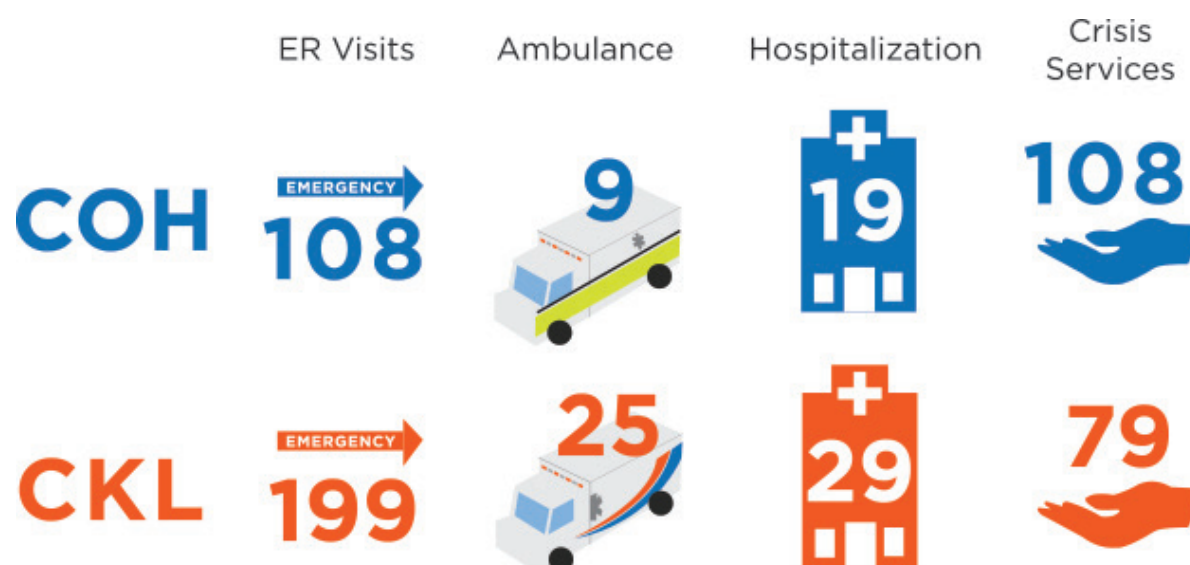 ER Visits
Ambulance
Hospitalization
Crisis
Services
COH
EMERGENCY
108
9
19
108
CKL
EMERGENCY
199
25
29
79